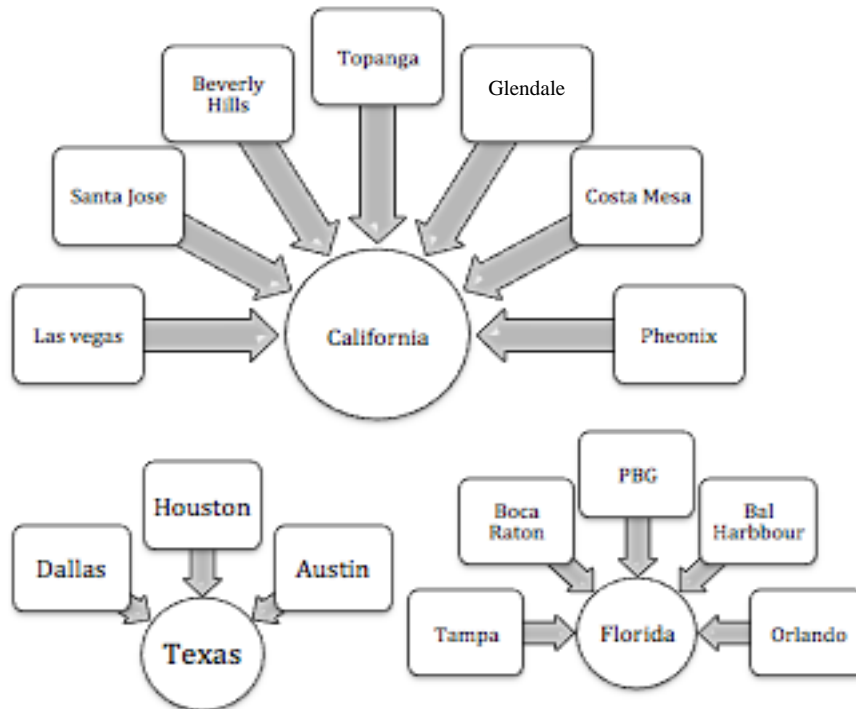 Topanga
Beverly
Hills
Glendale
Santa Jose
Costa Mesa
Las vegas
California
Pheonix
Houston
Dallas
Austin
Texas
PBG
Boca
Raton
Bal
Harbbour
Tampa
Florida
Orlando